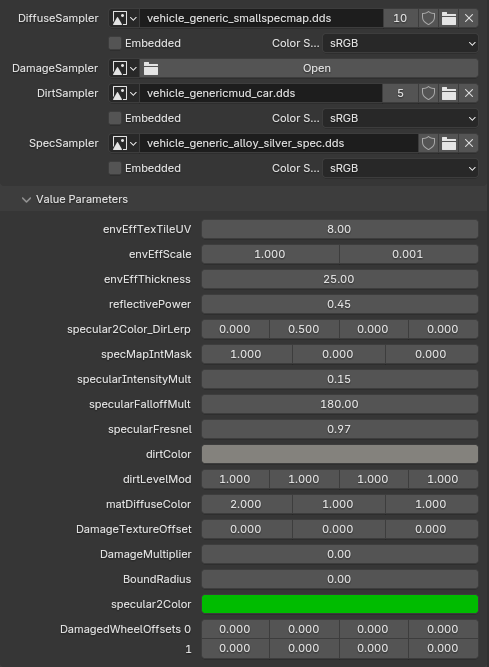 DiffuseSampler vehicle_generic_smallspecmap.dds 10
Embedded Color S... sRGB
DamageSampler Open
DirtSampler vehicle_genericmud_car.dds 5
Embedded Color S... sRGB
SpecSampler vehicle_generic_alloy_silver_spec.dds
Embedded Color S... sRGB
Value Parameters
envEffTexTileUV 8.00
envEffScale 1.000 0.001
envEffThickness 25.00
reflectivePower 0.45
specular2Color_DirLerp 0.000 0.500 0.000 0.000
specMapIntMask 1.000 0.000 0.000
specularIntensityMult 0.15
specularFalloffMult 180.00
specularFresnel 0.97
dirtColor
dirtLevelMod 1.000 1.000 1.000 1.000
matDiffuseColor 2.000 1.000 1.000
DamageTextureOffset 0.000 0.000 0.000
DamageMultiplier 0.00
BoundRadius 0.00
specular2Color
DamagedWheelOffsets 0 0.000 0.000 0.000 0.000
1 0.000 0.000 0.000 0.000